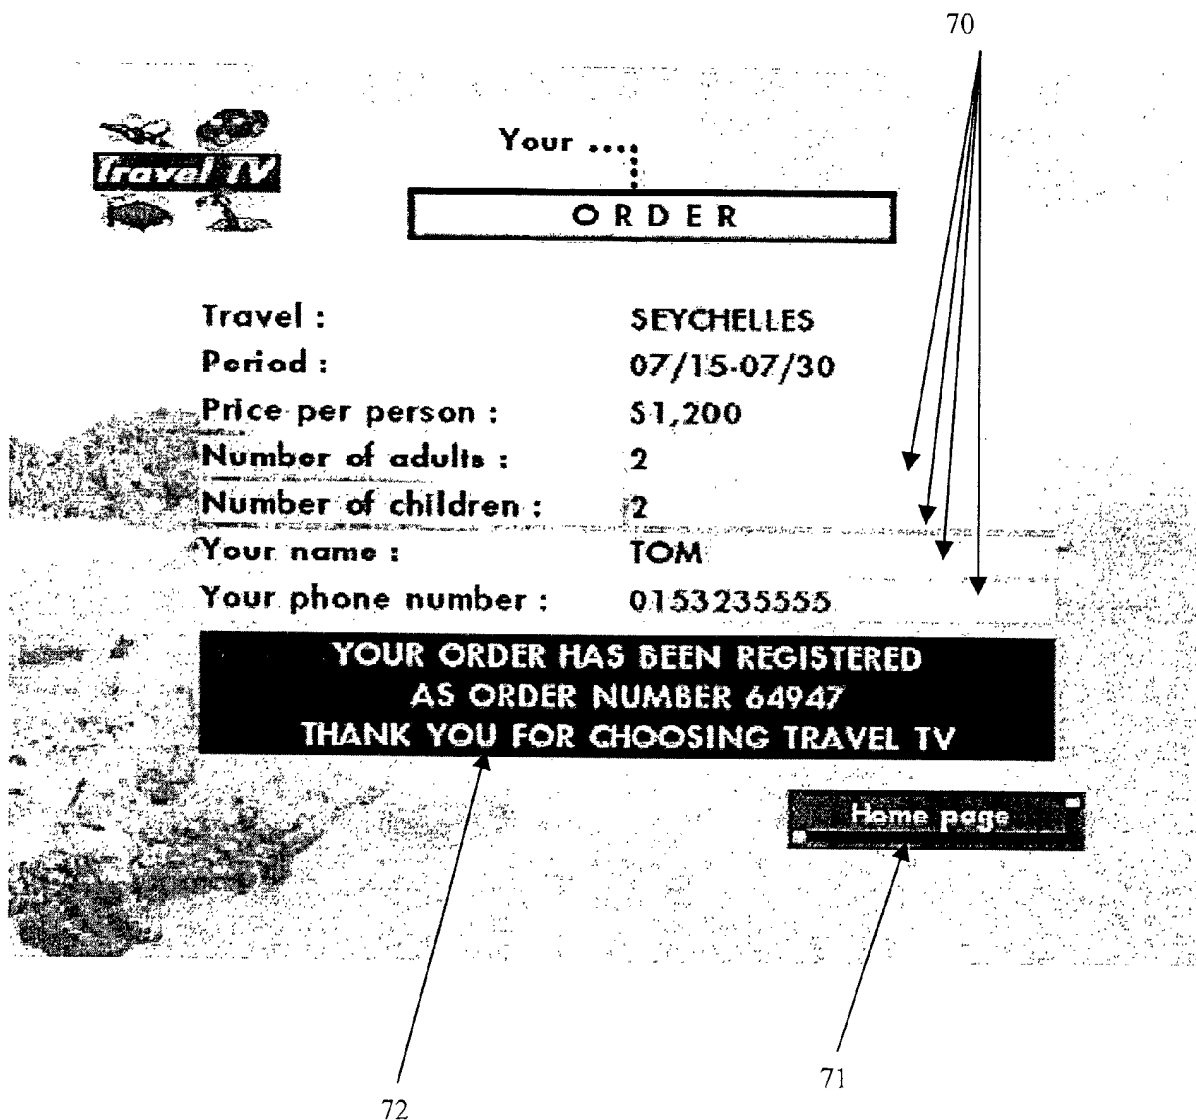 70
Travel TV
Your ....
ORDER
Travel : SEYCHELLES
Period : 07/15-07/30
Price per person : $1,200
Number of adults : 2
Number of children : 2
Your name : TOM
Your phone number : 0153235555
YOUR ORDER HAS BEEN REGISTERED
AS ORDER NUMBER 64947
THANK YOU FOR CHOOSING TRAVEL TV
Home page
71
72